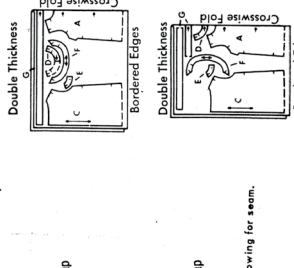 Crosswise Fold
Double Thickness
G
D
A
F
E
C
Bordered Edges
Crosswise Fold
Double Thickness
G
D
A
E
F
C
owing for seam.